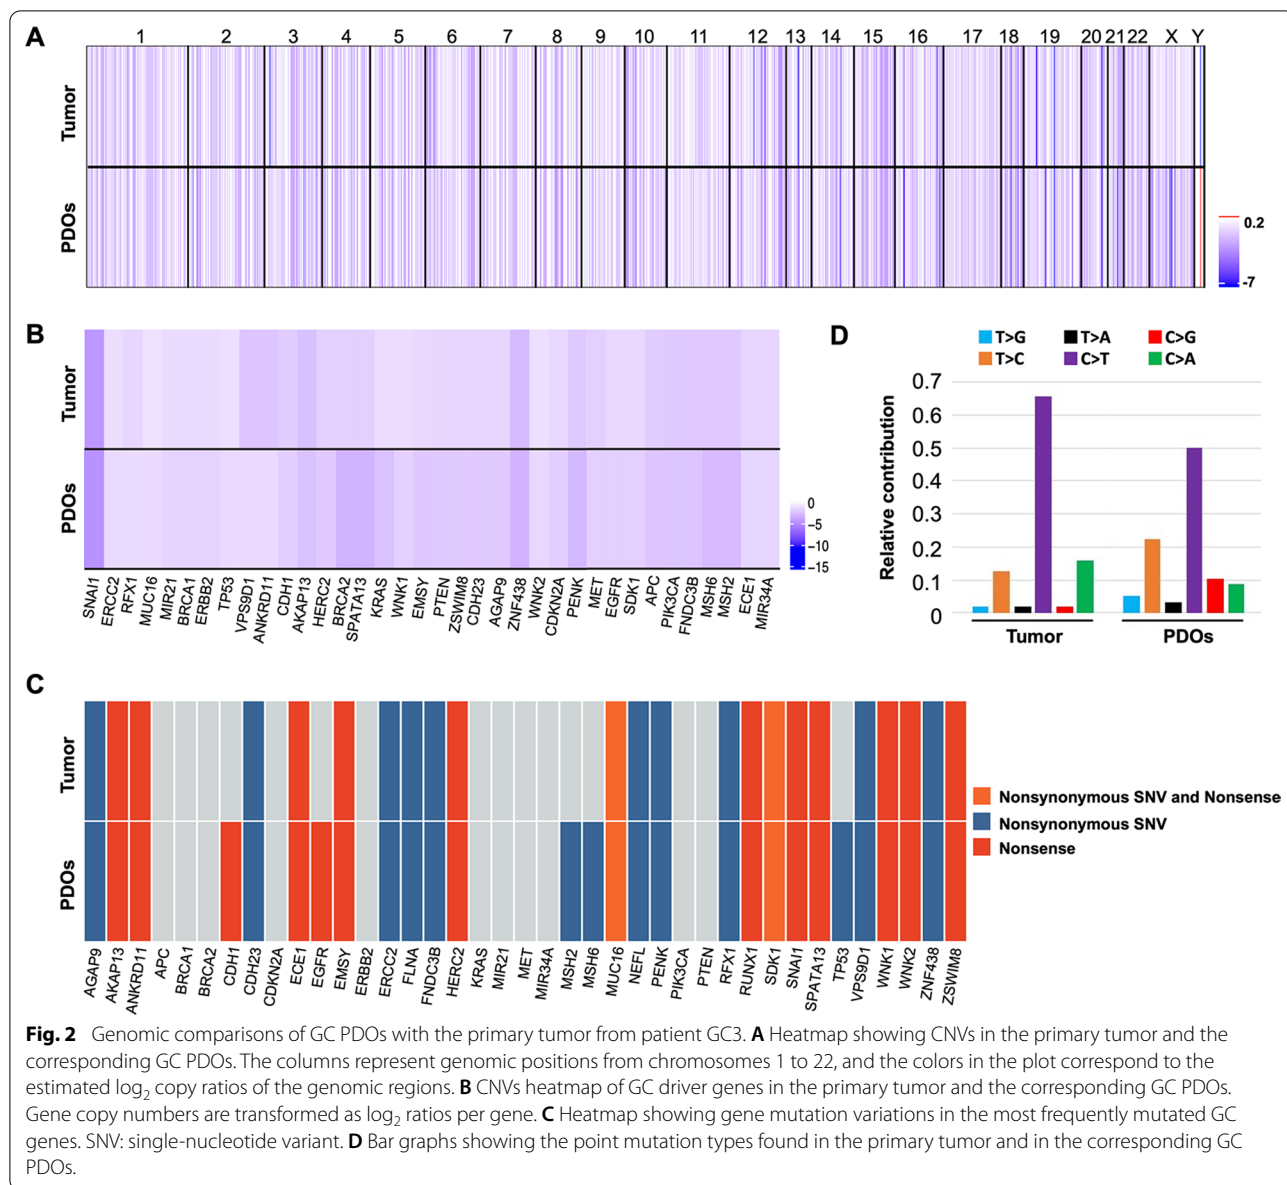 A
1 2 3 4 5 6 7 8 9 10 11 12 13 14 15 16 17 18 19 20 21 22 X Y
Tumor
PDOs
0.2
-7
B
Tumor
PDOs
0
-5
-10
-15
SNAI1 ERCC2 RFX1 MUC16 MIR21 BRCA1 ERBB2 TP53 VPS9D1 ANKRD11 CDH1 AKAP13 HERC2 BRCA2 SPATA13 KRAS WNK1 EMSY PTEN ZSWIM8 CDH23 AGAP9 ZNF438 WNK2 CDKN2A PENK MET EGFR SDK1 APC PIK3CA FNDC3B MSH6 MSH2 ECE1 MIR34A
D
T>G T>A C>G
T>C C>T C>A
Relative contribution
0.7
0.6
0.5
0.4
0.3
0.2
0.1
0
Tumor PDOs
C
Tumor
PDOs
Nonsynonymous SNV and Nonsense
Nonsynonymous SNV
Nonsense
AGAP9 AKAP13 ANKRD11 APC BRCA1 BRCA2 CDH1 CDH23 CDKN2A ECE1 EGFR EMSY ERBB2 ERCC2 FLNA FNDC3B HERC2 KRAS MIR21 MET MIR34A MSH2 MSH6 MUC16 NEFL PENK PIK3CA PTEN RFX1 RUNX1 SDK1 SNAI1 SPATA13 TP53 VPS9D1 WNK1 WNK2 ZNF438 ZSWIM8
Fig. 2 Genomic comparisons of GC PDOs with the primary tumor from patient GC3. A Heatmap showing CNVs in the primary tumor and the
corresponding GC PDOs. The columns represent genomic positions from chromosomes 1 to 22, and the colors in the plot correspond to the
estimated log₂ copy ratios of the genomic regions. B CNVs heatmap of GC driver genes in the primary tumor and the corresponding GC PDOs.
Gene copy numbers are transformed as log₂ ratios per gene. C Heatmap showing gene mutation variations in the most frequently mutated GC
genes. SNV: single-nucleotide variant. D Bar graphs showing the point mutation types found in the primary tumor and in the corresponding GC
PDOs.